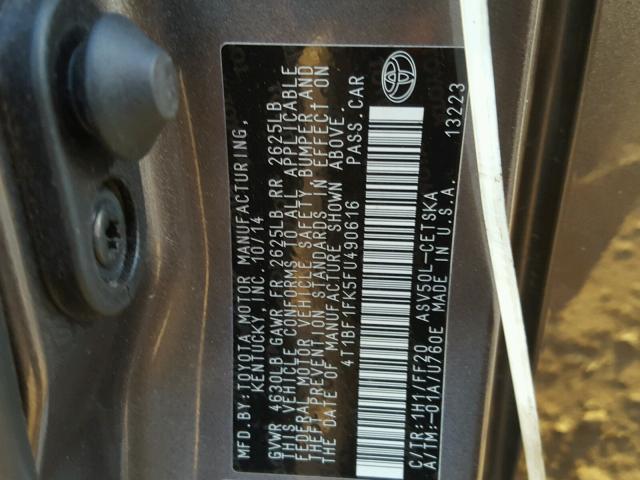 MFD.BY:TOYOTA MOTOR MANUFACTURING,
KENTUCKY, INC. 10/14
GVWR 4630LB GAWR FR 2625LB RR 2625LB
THIS VEHICLE CONFORMS TO ALL APPLICABLE
FEDERAL MOTOR VEHICLE SAFETY BUMPER AND
THEFT PREVENTION STANDARDS IN EFFECT ON
THE DATE OF MANUFACTURE SHOWN ABOVE.
4T1BF1FK5FU490616 PASS.CAR
C/TR:1H1/FF20 ASV50L-CETSKA
A/TM:-01A/U760E MADE IN U.S.A. 13223